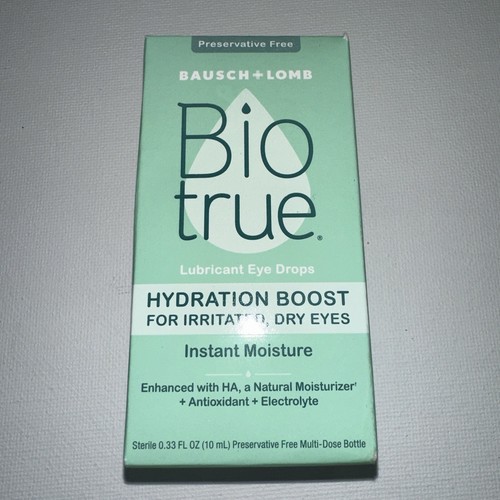 Preservative Free
BAUSCH + LOMB
Bio
true®
Lubricant Eye Drops
HYDRATION BOOST
FOR IRRITATED, DRY EYES
Instant Moisture
Enhanced with HA, a Natural Moisturizer†
+ Antioxidant + Electrolyte
Sterile 0.33 FL OZ (10 mL) Preservative Free Multi-Dose Bottle